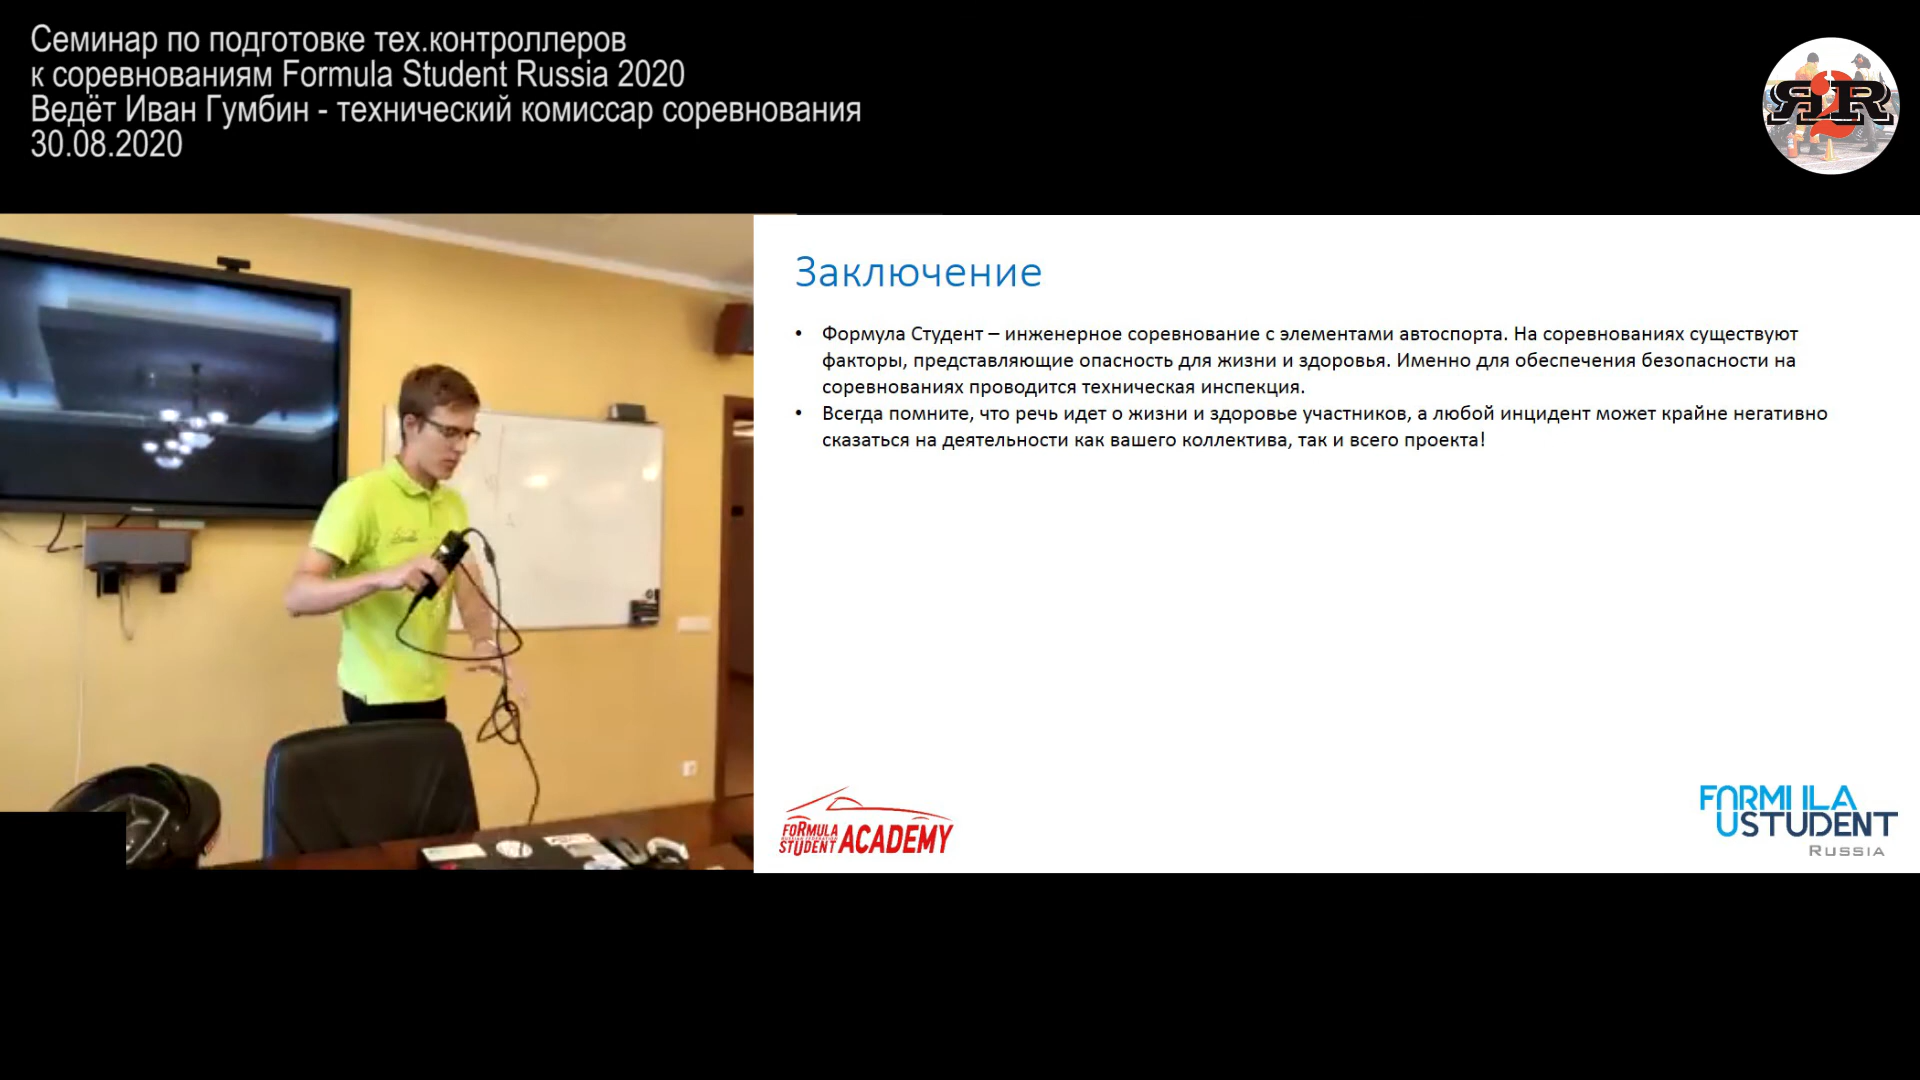 Семинар по подготовке тех.контроллеров
к соревнованиям Formula Student Russia 2020
Ведёт Иван Гумбин - технический комиссар соревнования
30.08.2020
Заключение
• Формула Студент – инженерное соревнование с элементами автоспорта. На соревнованиях существуют
факторы, представляющие опасность для жизни и здоровья. Именно для обеспечения безопасности на
соревнованиях проводится техническая инспекция.
• Всегда помните, что речь идет о жизни и здоровье участников, а любой инцидент может крайне негативно
сказаться на деятельности как вашего коллектива, так и всего проекта!
FORMULA
STUDENT ACADEMY
FORMULA
STUDENT
RUSSIA